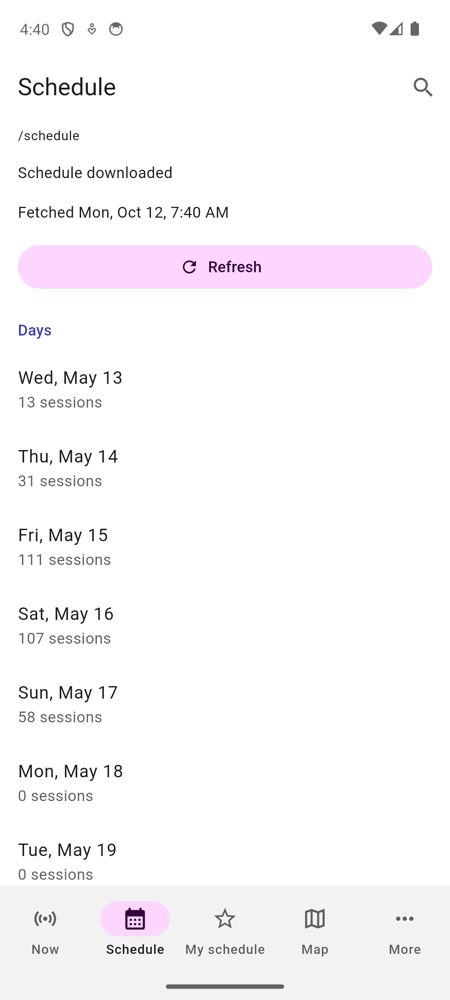 4:40
Schedule
/schedule
Schedule downloaded
Fetched Mon, Oct 12, 7:40 AM
Refresh
Days
Wed, May 13
13 sessions
Thu, May 14
31 sessions
Fri, May 15
111 sessions
Sat, May 16
107 sessions
Sun, May 17
58 sessions
Mon, May 18
0 sessions
Tue, May 19
0 sessions
Now
Schedule
My schedule
Map
More